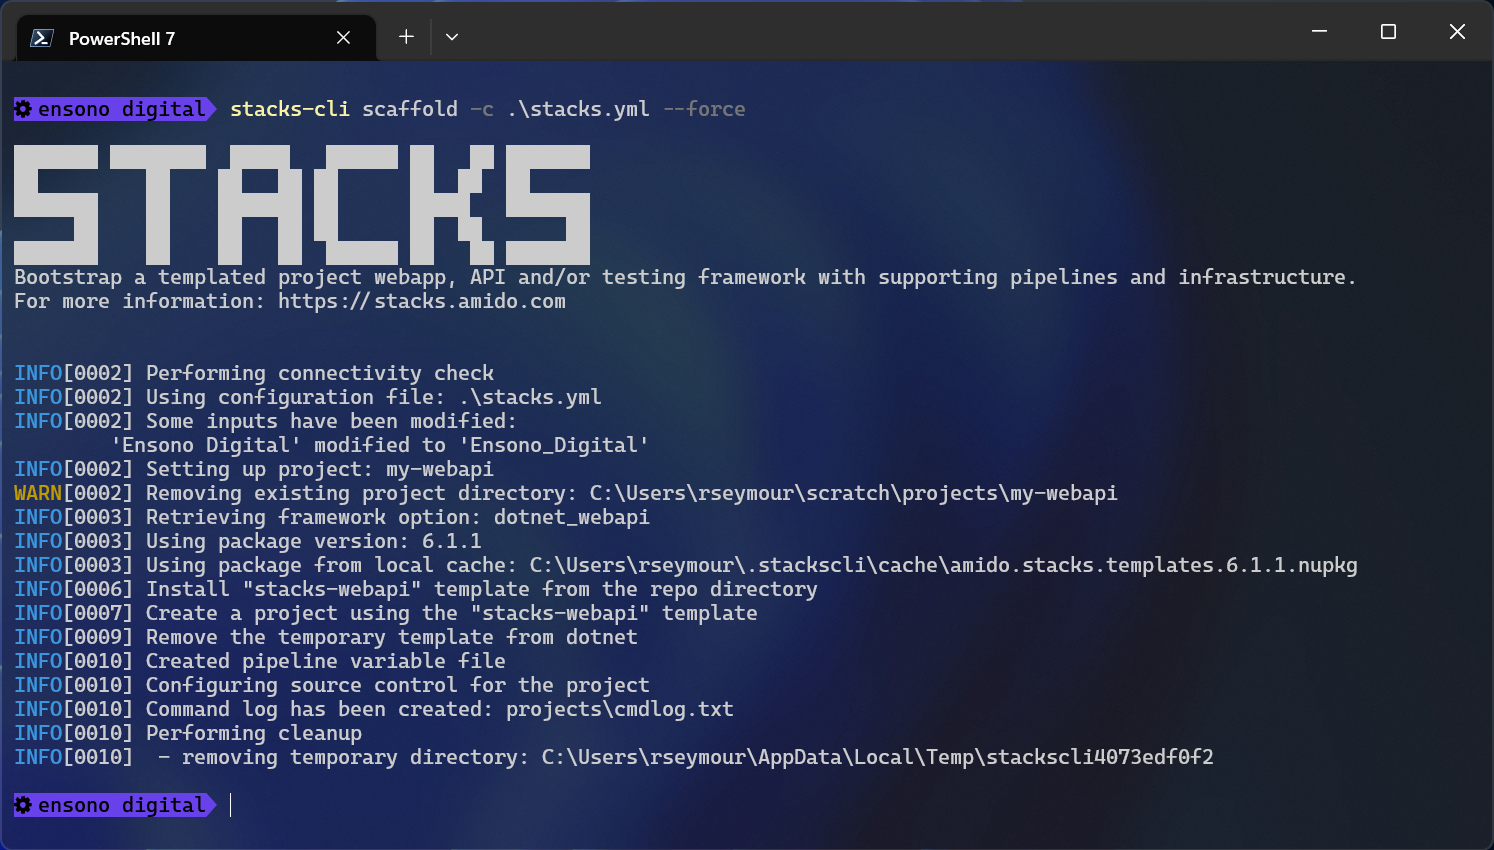 PowerShell 7
ensono digital stacks-cli scaffold -c .\stacks.yml --force
STACKS
Bootstrap a templated project webapp, API and/or testing framework with supporting pipelines and infrastructure.
For more information: https://stacks.amido.com
INFO[0002] Performing connectivity check
INFO[0002] Using configuration file: .\stacks.yml
INFO[0002] Some inputs have been modified:
'Ensono Digital' modified to 'Ensono_Digital'
INFO[0002] Setting up project: my-webapi
WARN[0002] Removing existing project directory: C:\Users\rseymour\scratch\projects\my-webapi
INFO[0003] Retrieving framework option: dotnet_webapi
INFO[0003] Using package version: 6.1.1
INFO[0003] Using package from local cache: C:\Users\rseymour\.stackscli\cache\amido.stacks.templates.6.1.1.nupkg
INFO[0006] Install "stacks-webapi" template from the repo directory
INFO[0007] Create a project using the "stacks-webapi" template
INFO[0009] Remove the temporary template from dotnet
INFO[0010] Created pipeline variable file
INFO[0010] Configuring source control for the project
INFO[0010] Command log has been created: projects\cmdlog.txt
INFO[0010] Performing cleanup
INFO[0010]  - removing temporary directory: C:\Users\rseymour\AppData\Local\Temp\stackscli4073edf0f2
ensono digital